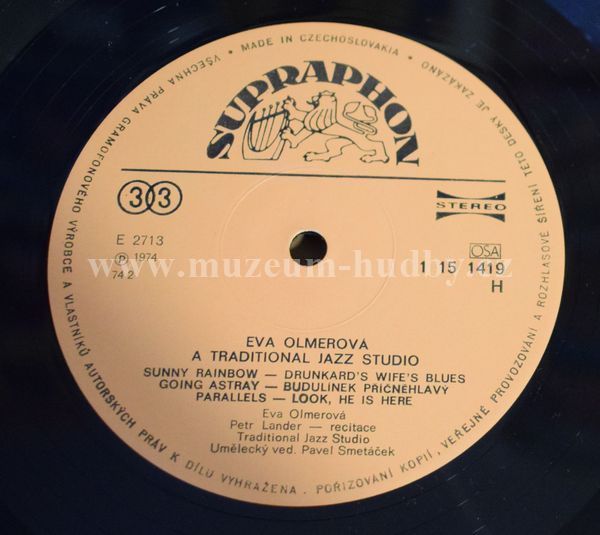 SUPRAPHON
33
STEREO
E 2713
℗ 1974
74 2
OSA
1 15 1419
H
www.muzeum-hudby.cz
EVA OLMEROVÁ
A TRADITIONAL JAZZ STUDIO
SUNNY RAINBOW — DRUNKARD'S WIFE'S BLUES
GOING ASTRAY — BUDULINEK PŘÍČNĚHLAVÝ
PARALLELS — LOOK, HE IS HERE
Eva Olmerová
Petr Lander — recitace
Traditional Jazz Studio
Umělecký ved. Pavel Smetáček
MADE IN CZECHOSLOVAKIA • VŠECHNA PRÁVA GRAMOFONOVÉHO VÝROBCE A VLASTNÍKŮ AUTORSKÝCH PRÁV K DÍLU VYHRAŽENA. POŘIZOVÁNÍ KOPIÍ, VEŘEJNÉ PROVOZOVÁNÍ A ROZHLASOVÉ ŠÍŘENÍ TÉTO DESKY JE ZAKÁZÁNO •